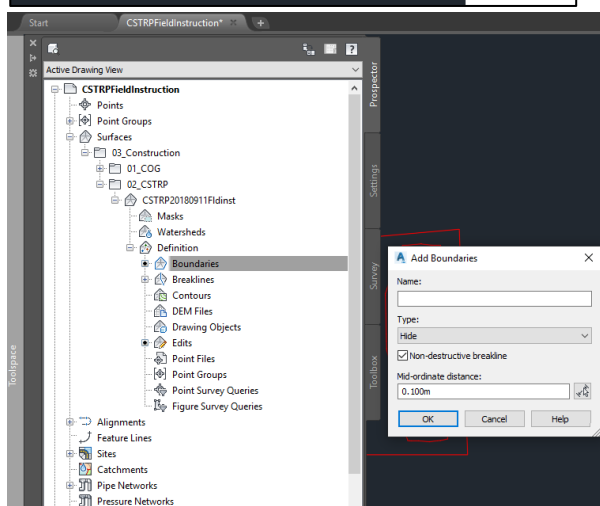 Start
CSTRPFieldInstruction*
Active Drawing View
CSTRPFieldInstruction
Points
Point Groups
Surfaces
03_Construction
01_COG
02_CSTRP
CSTRP20180911FldInst
Masks
Watersheds
Definition
Boundaries
Breaklines
Contours
DEM Files
Drawing Objects
Edits
Point Files
Point Groups
Point Survey Queries
Figure Survey Queries
Alignments
Feature Lines
Sites
Catchments
Pipe Networks
Pressure Networks
Toolspace
Prospector
Settings
Survey
Toolbox
Add Boundaries
Name:
Type:
Hide
Non-destructive breakline
Mid-ordinate distance:
0.100m
OK Cancel Help